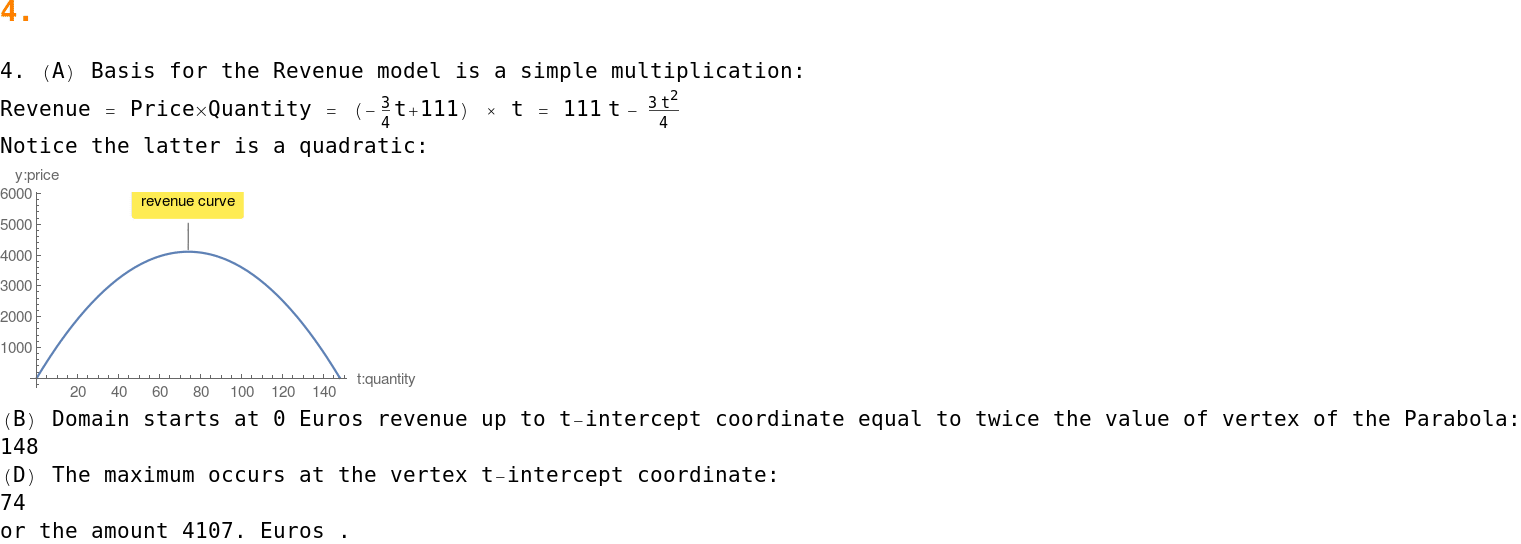 4.
4. (A) Basis for the Revenue model is a simple multiplication:
Revenue = Price×Quantity = (-3/4 t+111) × t = 111 t - 3 t²/4
Notice the latter is a quadratic:
y:price
revenue curve
6000
5000
4000
3000
2000
1000
20 40 60 80 100 120 140
t:quantity
(B) Domain starts at 0 Euros revenue up to t-intercept coordinate equal to twice the value of vertex of the Parabola:
148
(D) The maximum occurs at the vertex t-intercept coordinate:
74
or the amount 4107. Euros .